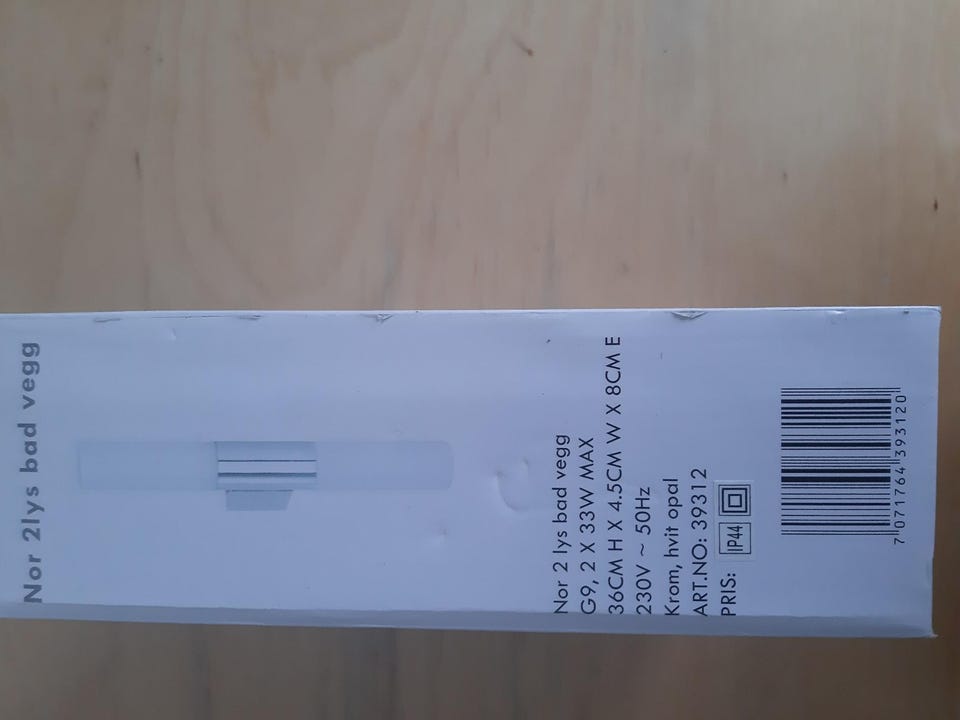 Nor 2lys bad vegg
Nor 2 lys bad vegg
G9, 2 X 33W MAX
36CM H X 4.5CM W X 8CM E
230V ~ 50Hz
Krom, hvit opal
ART.NO: 39312
PRIS: IP44
7 071764 393120